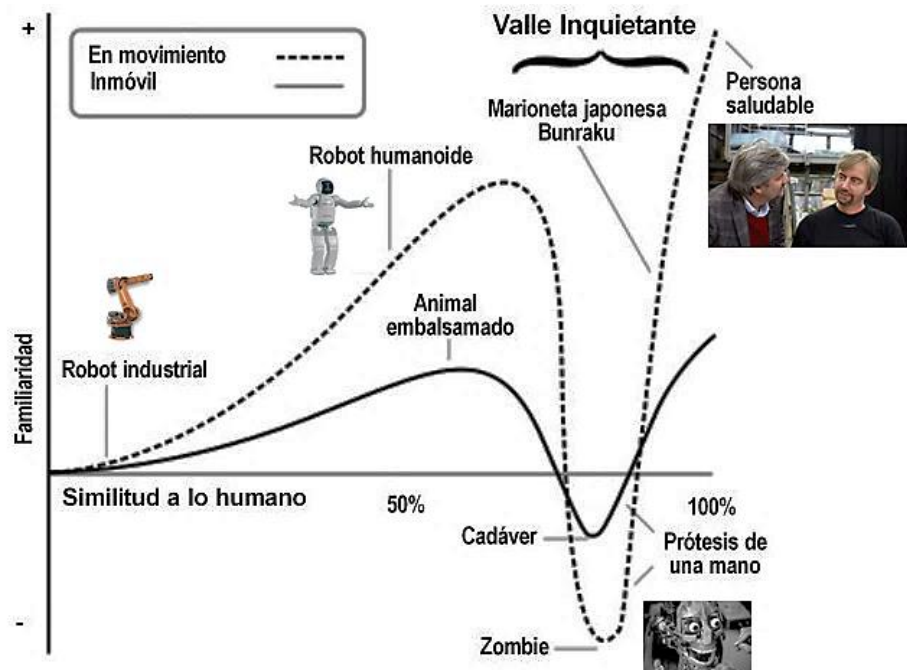 +
Valle Inquietante
En movimiento
Inmóvil
Persona
saludable
Marioneta japonesa
Bunraku
Robot humanoide
Animal
embalsamado
Robot industrial
Familiaridad
Similitud a lo humano
50%
100%
Cadáver
Prótesis de
una mano
-
Zombie